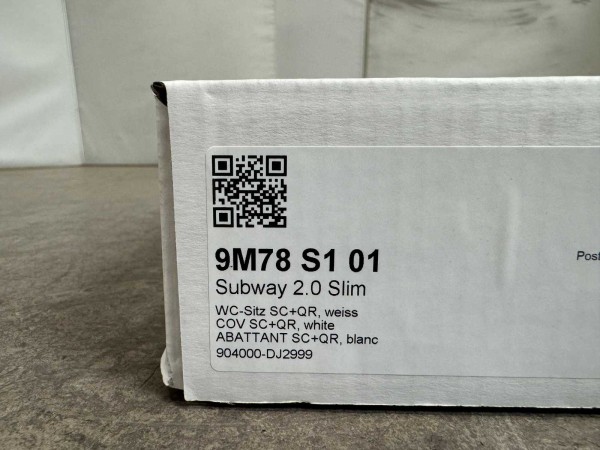 9M78 S1 01
Subway 2.0 Slim
WC-Sitz SC+QR, weiss
COV SC+QR, white
ABATTANT SC+QR, blanc
904000-DJ2999
Post